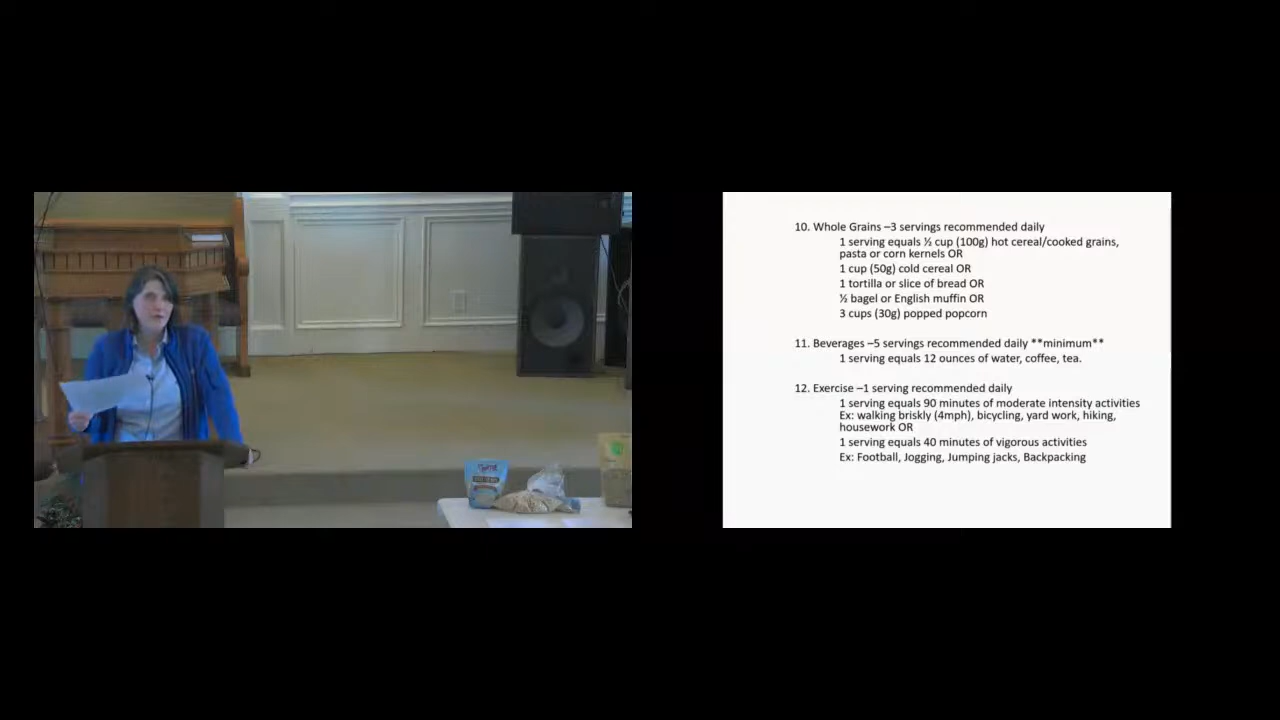 10. Whole Grains –3 servings recommended daily
1 serving equals ½ cup (100g) hot cereal/cooked grains,
pasta or corn kernels OR
1 cup (50g) cold cereal OR
1 tortilla or slice of bread OR
½ bagel or English muffin OR
3 cups (30g) popped popcorn
11. Beverages –5 servings recommended daily **minimum**
1 serving equals 12 ounces of water, coffee, tea.
12. Exercise –1 serving recommended daily
1 serving equals 90 minutes of moderate intensity activities
Ex: walking briskly (4mph), bicycling, yard work, hiking,
housework OR
1 serving equals 40 minutes of vigorous activities
Ex: Football, Jogging, Jumping jacks, Backpacking